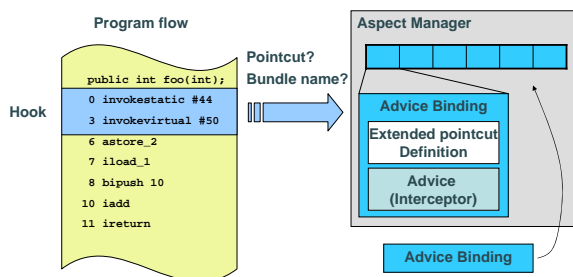 Program flow
public int foo(int);
Hook
0 invokestatic #44
3 invokevirtual #50
6 astore_2
7 iload_1
8 bipush 10
10 iadd
11 ireturn
Pointcut?
Bundle name?
Aspect Manager
Advice Binding
Extended pointcut
Definition
Advice
(Interceptor)
Advice Binding